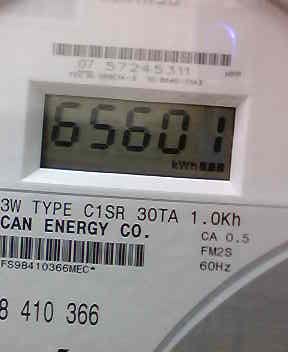 07 57245311
65601
kWh
3W TYPE C1SR 30TA 1.0Kh
CAN ENERGY CO.
CA 0.5
FM2S
60Hz
FS98410366MEC*
8 410 366